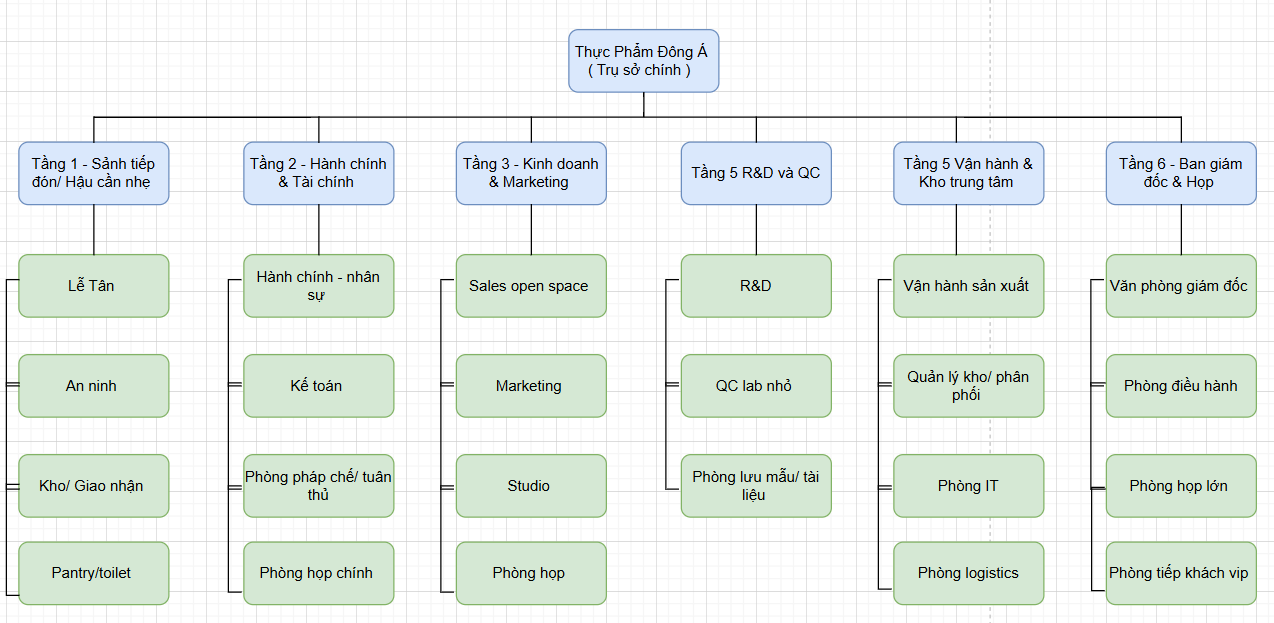 Thực Phẩm Đông Á
( Trụ sở chính )
Tầng 1 - Sảnh tiếp
đón/ Hậu cần nhẹ
Tầng 2 - Hành chính
& Tài chính
Tầng 3 - Kinh doanh
& Marketing
Tầng 5 R&D và QC
Tầng 5 Vận hành &
Kho trung tâm
Tầng 6 - Ban giám
đốc & Họp
Lễ Tân
Hành chính - nhân
sự
Sales open space
R&D
Vận hành sản xuất
Văn phòng giám đốc
An ninh
Kế toán
Marketing
QC lab nhỏ
Quản lý kho/ phân
phối
Phòng điều hành
Kho/ Giao nhận
Phòng pháp chế/ tuân
thủ
Studio
Phòng lưu mẫu/ tài
liệu
Phòng IT
Phòng họp lớn
Pantry/toilet
Phòng họp chính
Phòng họp
Phòng logistics
Phòng tiếp khách vip